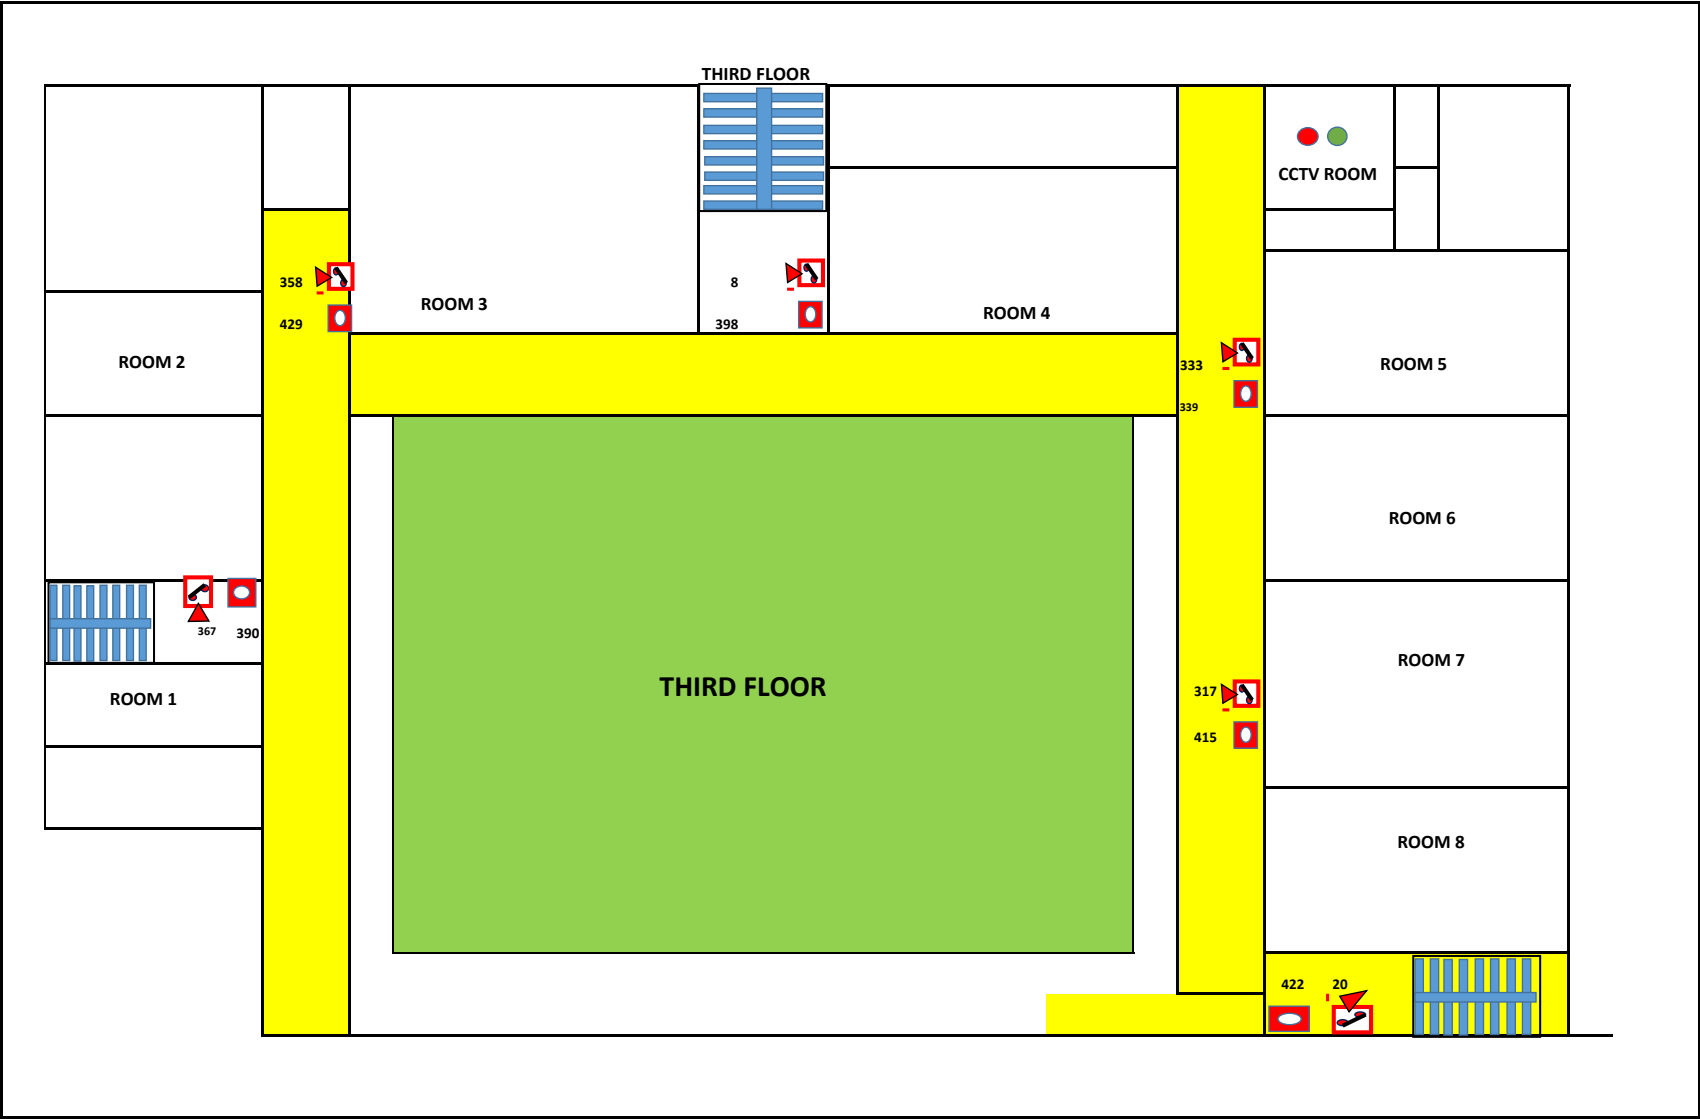 THIRD FLOOR
CCTV ROOM
358
8
ROOM 3
ROOM 4
429
398
ROOM 2
333
ROOM 5
339
ROOM 6
367
390
ROOM 7
THIRD FLOOR
317
ROOM 1
415
ROOM 8
422
20